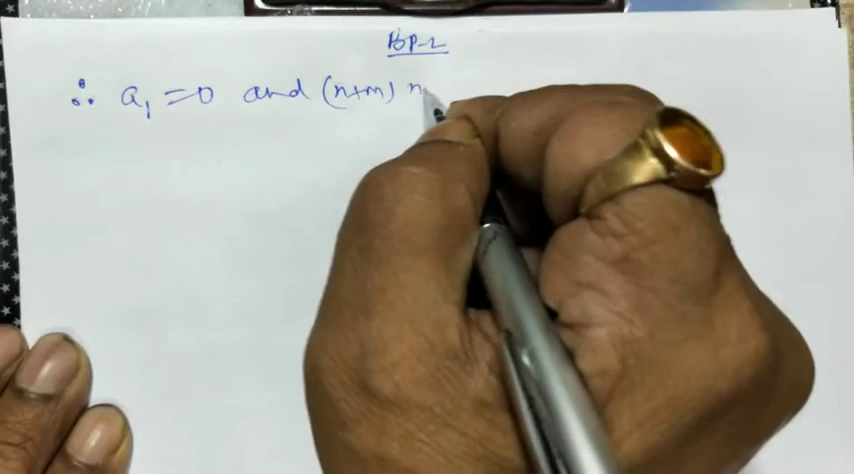 BP-2
∴ a₁ = 0 and (n+m) n